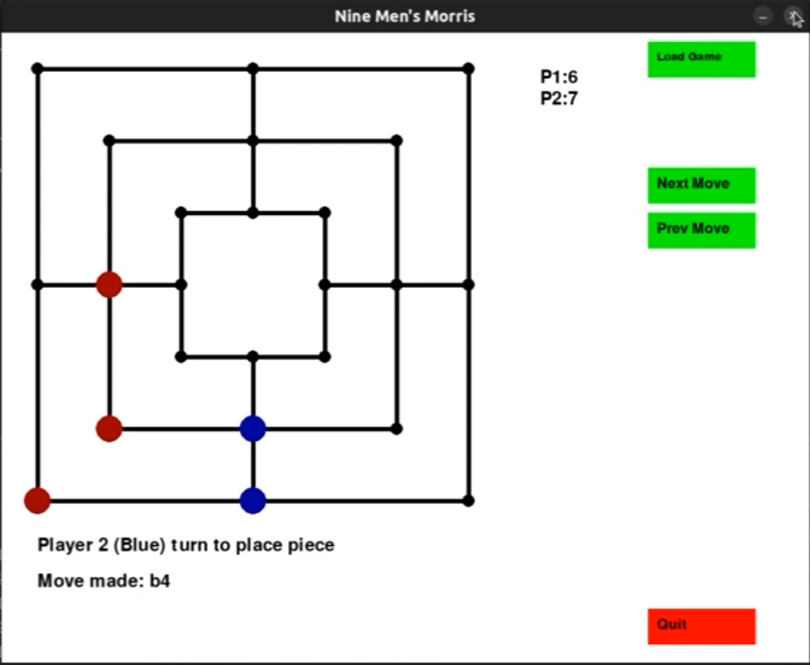 Nine Men's Morris
Load Game
P1:6
P2:7
Next Move
Prev Move
Player 2 (Blue) turn to place piece
Move made: b4
Quit